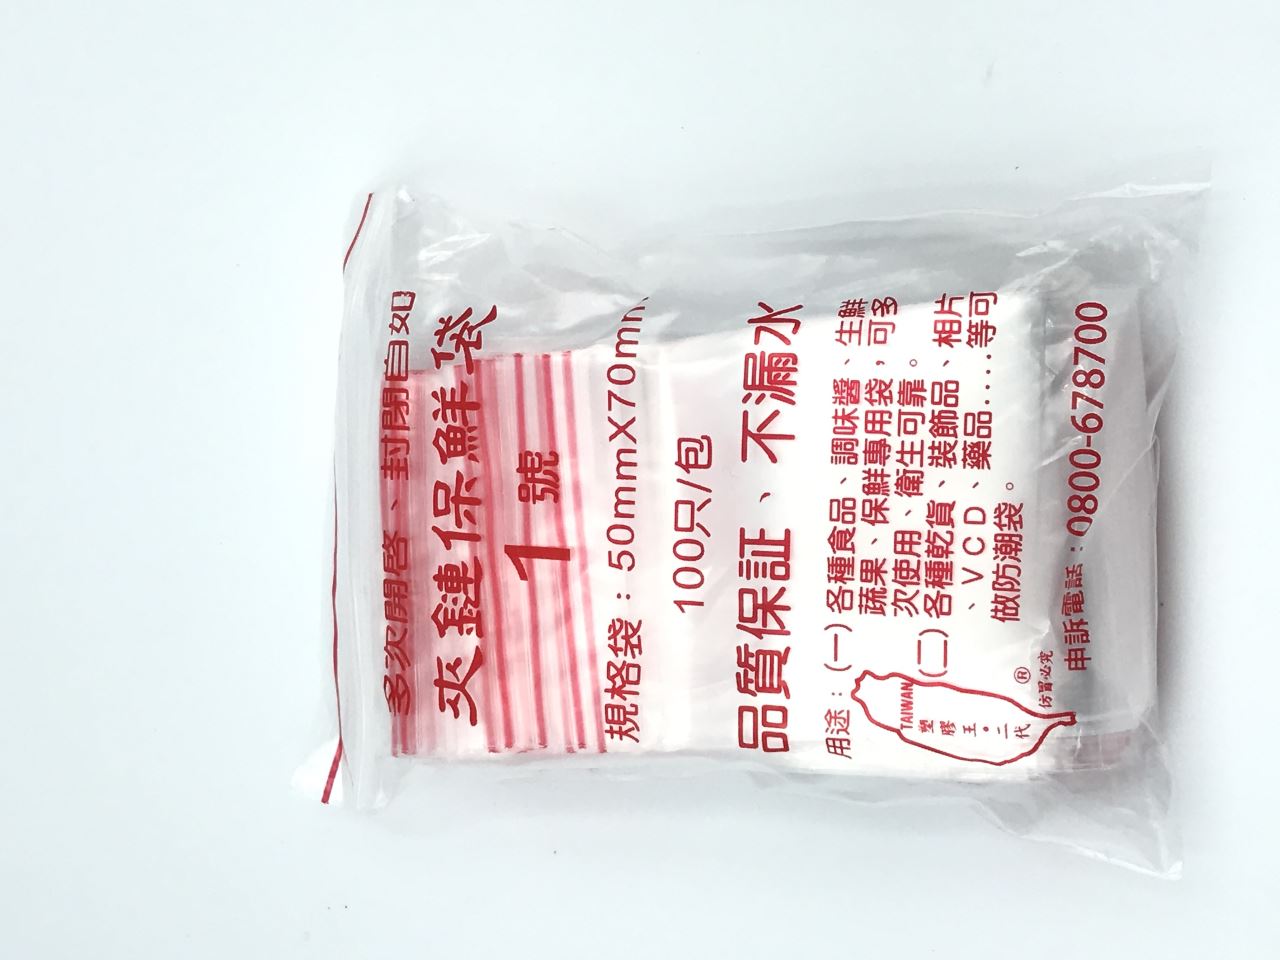 多次開啓、封閉自如
夾鏈保鮮袋
1號
規格袋：50mmX70mm
100只/包
品質保証、不漏水
用途：(一)各種食品、調味醬、生鮮
蔬果、保鮮專用袋，可多
次使用、衛生可靠。
(二)各種乾貨、裝飾品、相片
、VCD、藥品.....等可
做防潮袋。
TAIWAN
塑膠王•二代
®
仿冒必究
申訴電話：0800-678700